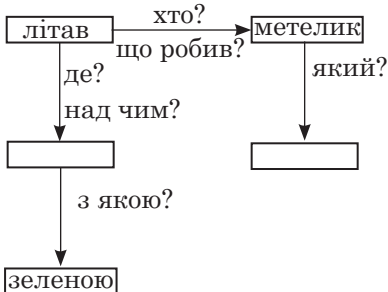 хто?
літав
метелик
що робив?
де?
який?
над чим?
з якою?
зеленою